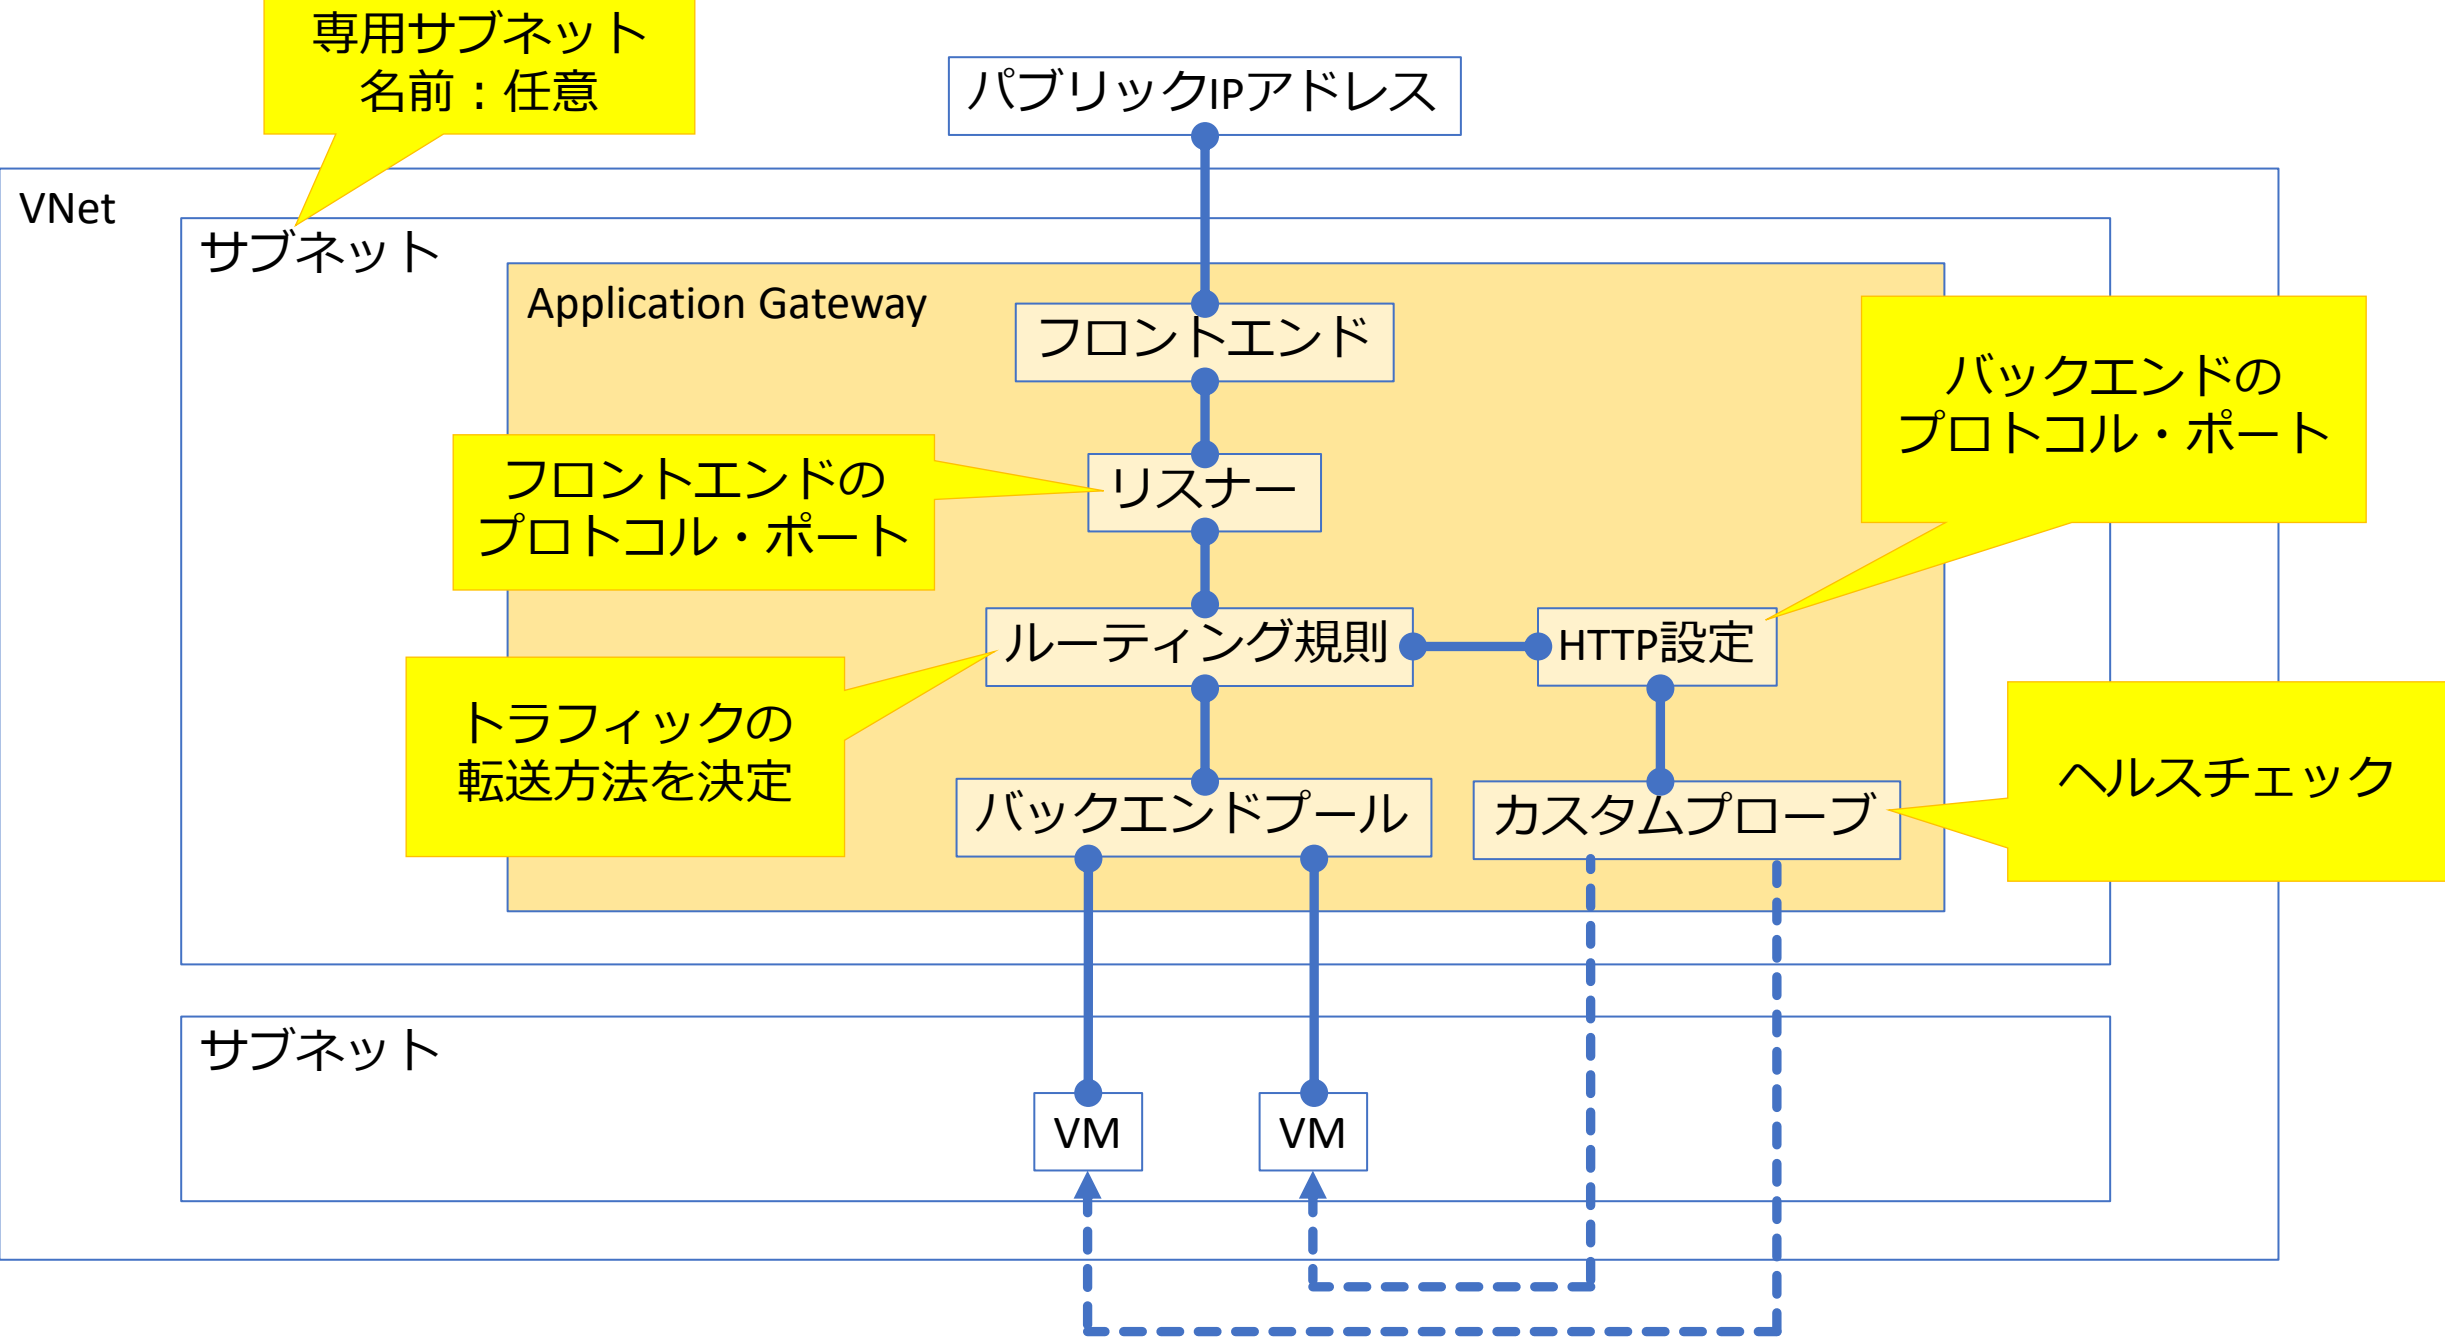 専用サブネット
名前：任意
パブリックIPアドレス
VNet
サブネット
Application Gateway
フロントエンド
バックエンドの
プロトコル・ポート
フロントエンドの
プロトコル・ポート
リスナー
ルーティング規則
HTTP設定
トラフィックの
転送方法を決定
ヘルスチェック
バックエンドプール
カスタムプローブ
サブネット
VM
VM